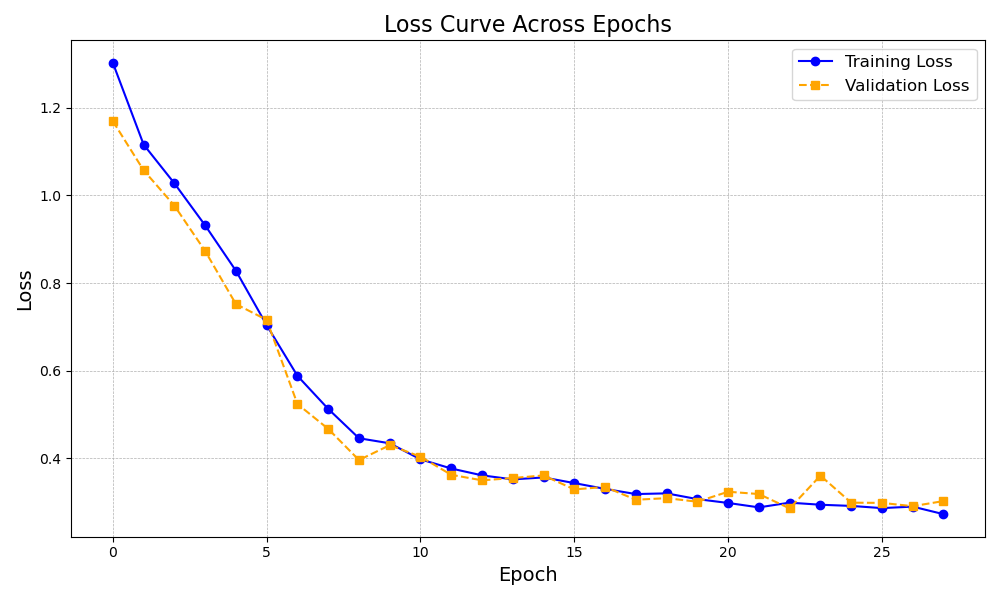 Loss Curve Across Epochs
Training Loss
Validation Loss
Loss
1.2
1.0
0.8
0.6
0.4
0 5 10 15 20 25
Epoch